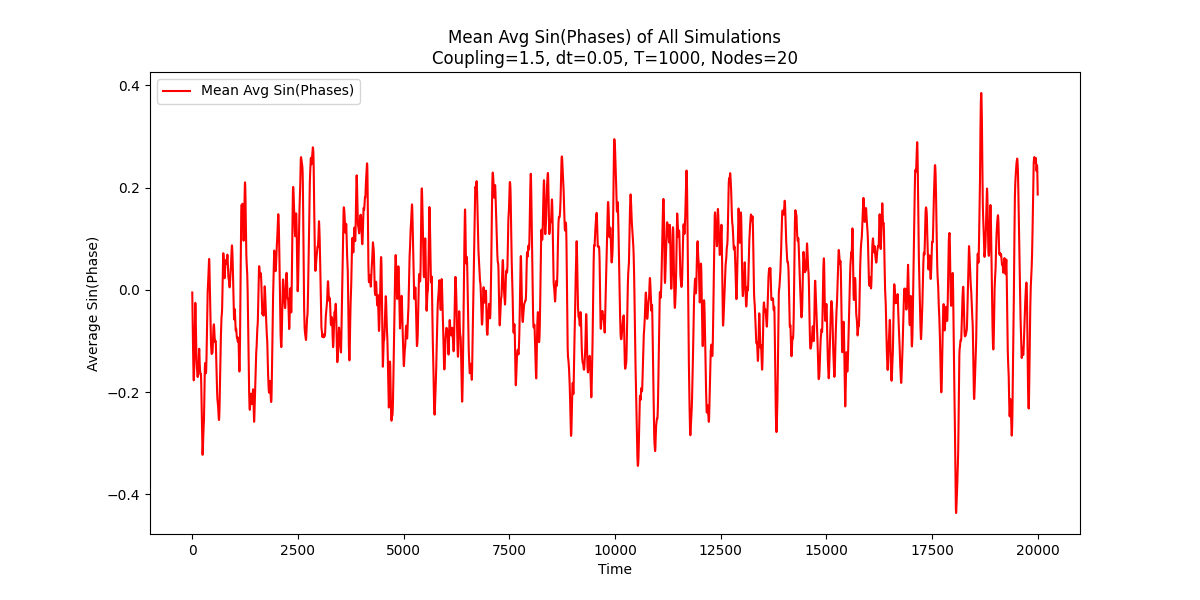 Mean Avg Sin(Phases) of All Simulations
Coupling=1.5, dt=0.05, T=1000, Nodes=20
Mean Avg Sin(Phases)
Average Sin(Phase)
0.4
0.2
0.0
−0.2
−0.4
0 2500 5000 7500 10000 12500 15000 17500 20000
Time